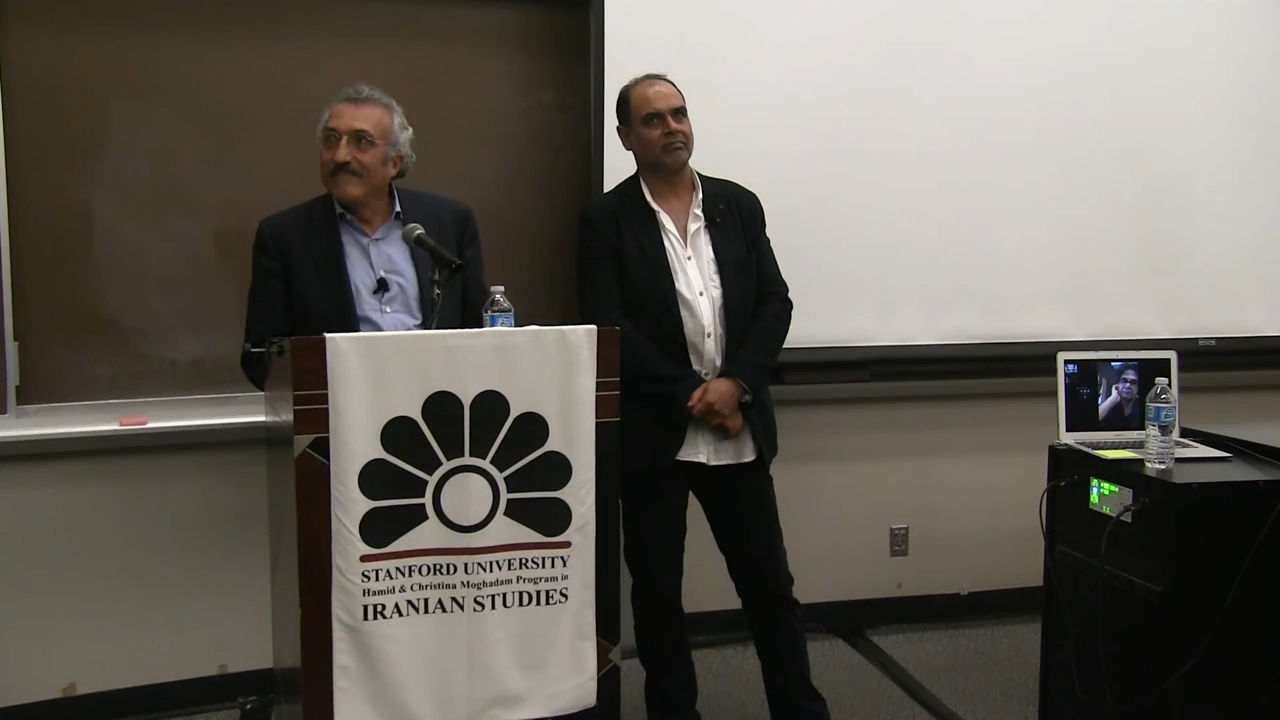 STANFORD UNIVERSITY
Hamid & Christina Moghadam Program in
IRANIAN STUDIES